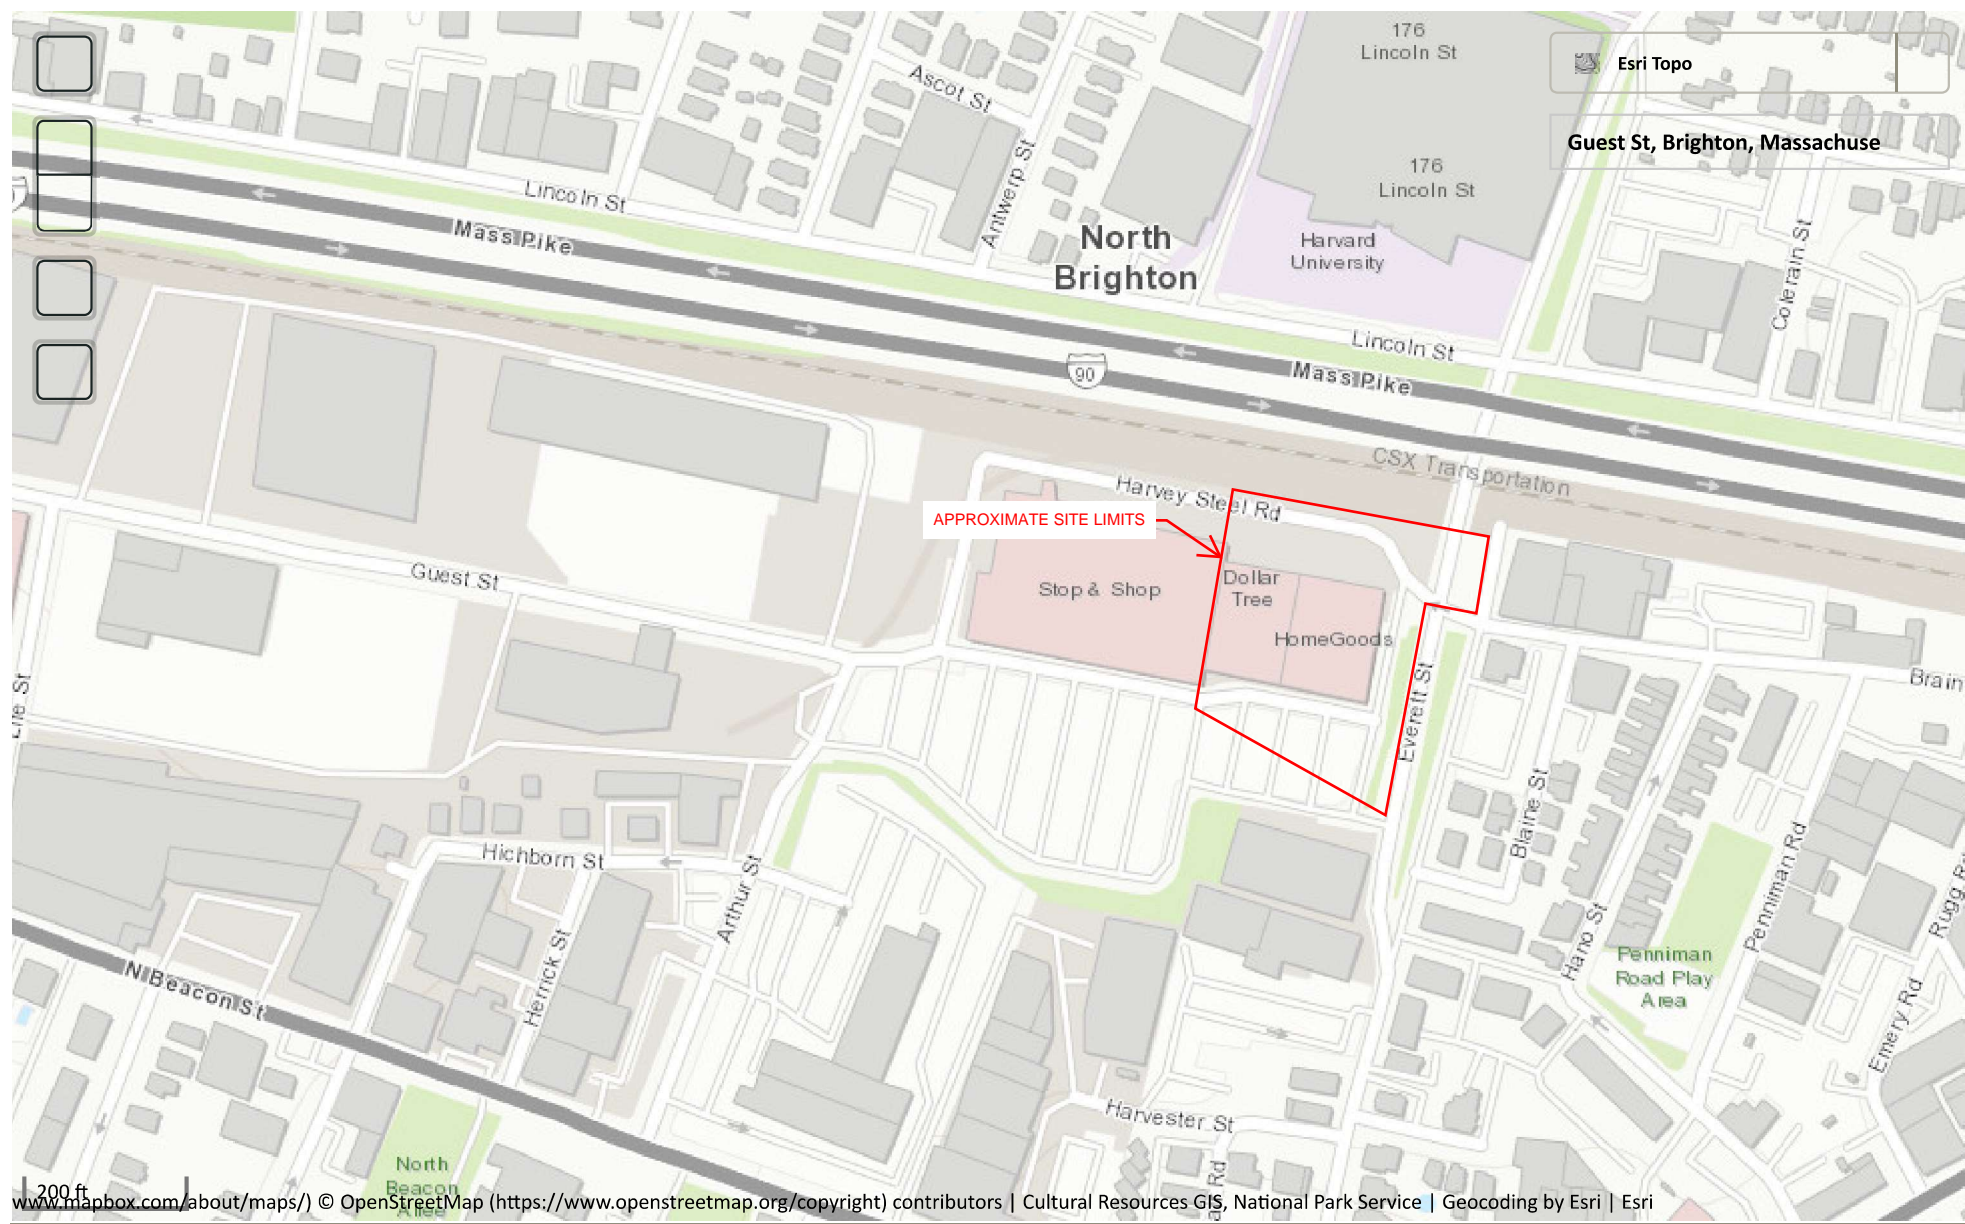 176
Lincoln St
Esri Topo
Ascot St
Guest St, Brighton, Massachuse
Antwerp St
176
Lincoln St
Lincoln St
Mass Pike
North
Brighton
Harvard
University
Colerain St
Lincoln St
90
Mass Pike
CSX Transportation
Harvey Steel Rd
APPROXIMATE SITE LIMITS
Guest St
Stop & Shop
Dollar
Tree
HomeGoods
Everett St
Brain
Blaine St
Hichborn St
Arthur St
Penniman Rd
Rugg Rd
Hano St
Herrick St
N Beacon St
Penniman
Road Play
Area
Emery Rd
Harvester St
Rd
North
Beacon
200 ft
www.mapbox.com/about/maps/) © OpenStreetMap (https://www.openstreetmap.org/copyright) contributors | Cultural Resources GIS, National Park Service | Geocoding by Esri | Esri